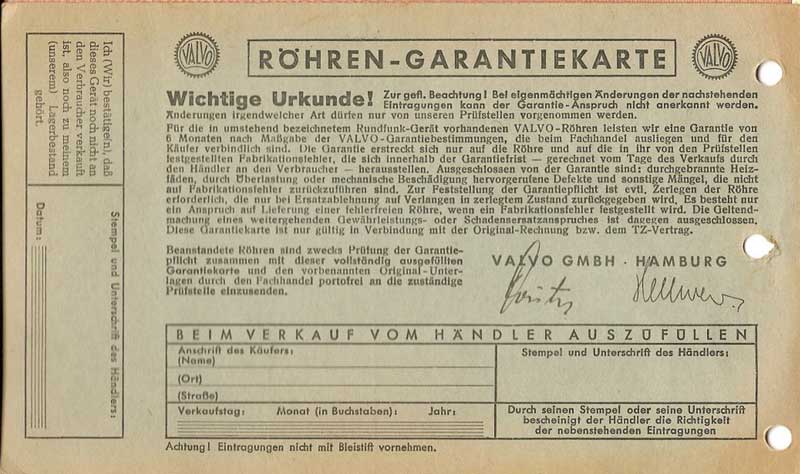 VALVO
RÖHREN-GARANTIEKARTE
VALVO
Wichtige Urkunde!
Zur gefl. Beachtung! Bei eigenmächtigen Änderungen der nachstehenden
Eintragungen kann der Garantie-Anspruch nicht anerkannt werden.
Änderungen irgendwelcher Art dürfen nur von unseren Prüfstellen vorgenommen werden.
Für die in umstehend bezeichnetem Rundfunk-Gerät vorhandenen VALVO-Röhren leisten wir eine Garantie von
6 Monaten nach Maßgabe der VALVO-Garantiebestimmungen, die beim Fachhandel ausliegen und für den
Käufer verbindlich sind. Die Garantie erstreckt sich nur auf die Röhre und auf die in ihr von den Prüfstellen
festgestellten Fabrikationsfehler, die sich innerhalb der Garantiefrist — gerechnet vom Tage des Verkaufs durch
den Händler an den Verbraucher — herausstellen. Ausgeschlossen von der Garantie sind: durchgebrannte Heiz-
fäden, durch Überlastung oder mechanische Beschädigung hervorgerufene Defekte und sonstige Mängel, die nicht
auf Fabrikationsfehler zurückzuführen sind. Zur Feststellung der Garantiepflicht ist evtl. Zerlegen der Röhre
erforderlich, die nur bei Ersatzablehnung auf Verlangen in zerlegtem Zustand zurückgegeben wird. Es besteht nur
ein Anspruch auf Lieferung einer fehlerfreien Röhre, wenn ein Fabrikationsfehler festgestellt wird. Die Geltend-
machung eines weitergehenden Gewährleistungs- oder Schadensersatzanspruches ist dagegen ausgeschlossen.
Diese Garantiekarte ist nur gültig in Verbindung mit der Original-Rechnung bzw. dem TZ-Vertrag.
Beanstandete Röhren sind zwecks Prüfung der Garantie-
pflicht zusammen mit dieser vollständig ausgefüllten
Garantiekarte und den vorbenannten Original-Unter-
lagen durch den Fachhandel portofrei an die zuständige
Prüfstelle einzusenden.
VALVO GMBH · HAMBURG
BEIM VERKAUF VOM HÄNDLER AUSZUFÜLLEN
Anschrift des Käufers:
(Name)
(Ort)
(Straße)
Verkaufstag: Monat (in Buchstaben): Jahr:
Stempel und Unterschrift des Händlers:
Durch seinen Stempel oder seine Unterschrift
bescheinigt der Händler die Richtigkeit
der nebenstehenden Eintragungen
Achtung! Eintragungen nicht mit Bleistift vornehmen.
Ich (Wir) bestätige(n), daß
dieses Gerät noch nicht an
den Verbraucher verkauft
ist, also noch zu meinem
(unserem) Lagerbestand
gehört.
Datum:
Stempel und Unterschrift des Händlers: